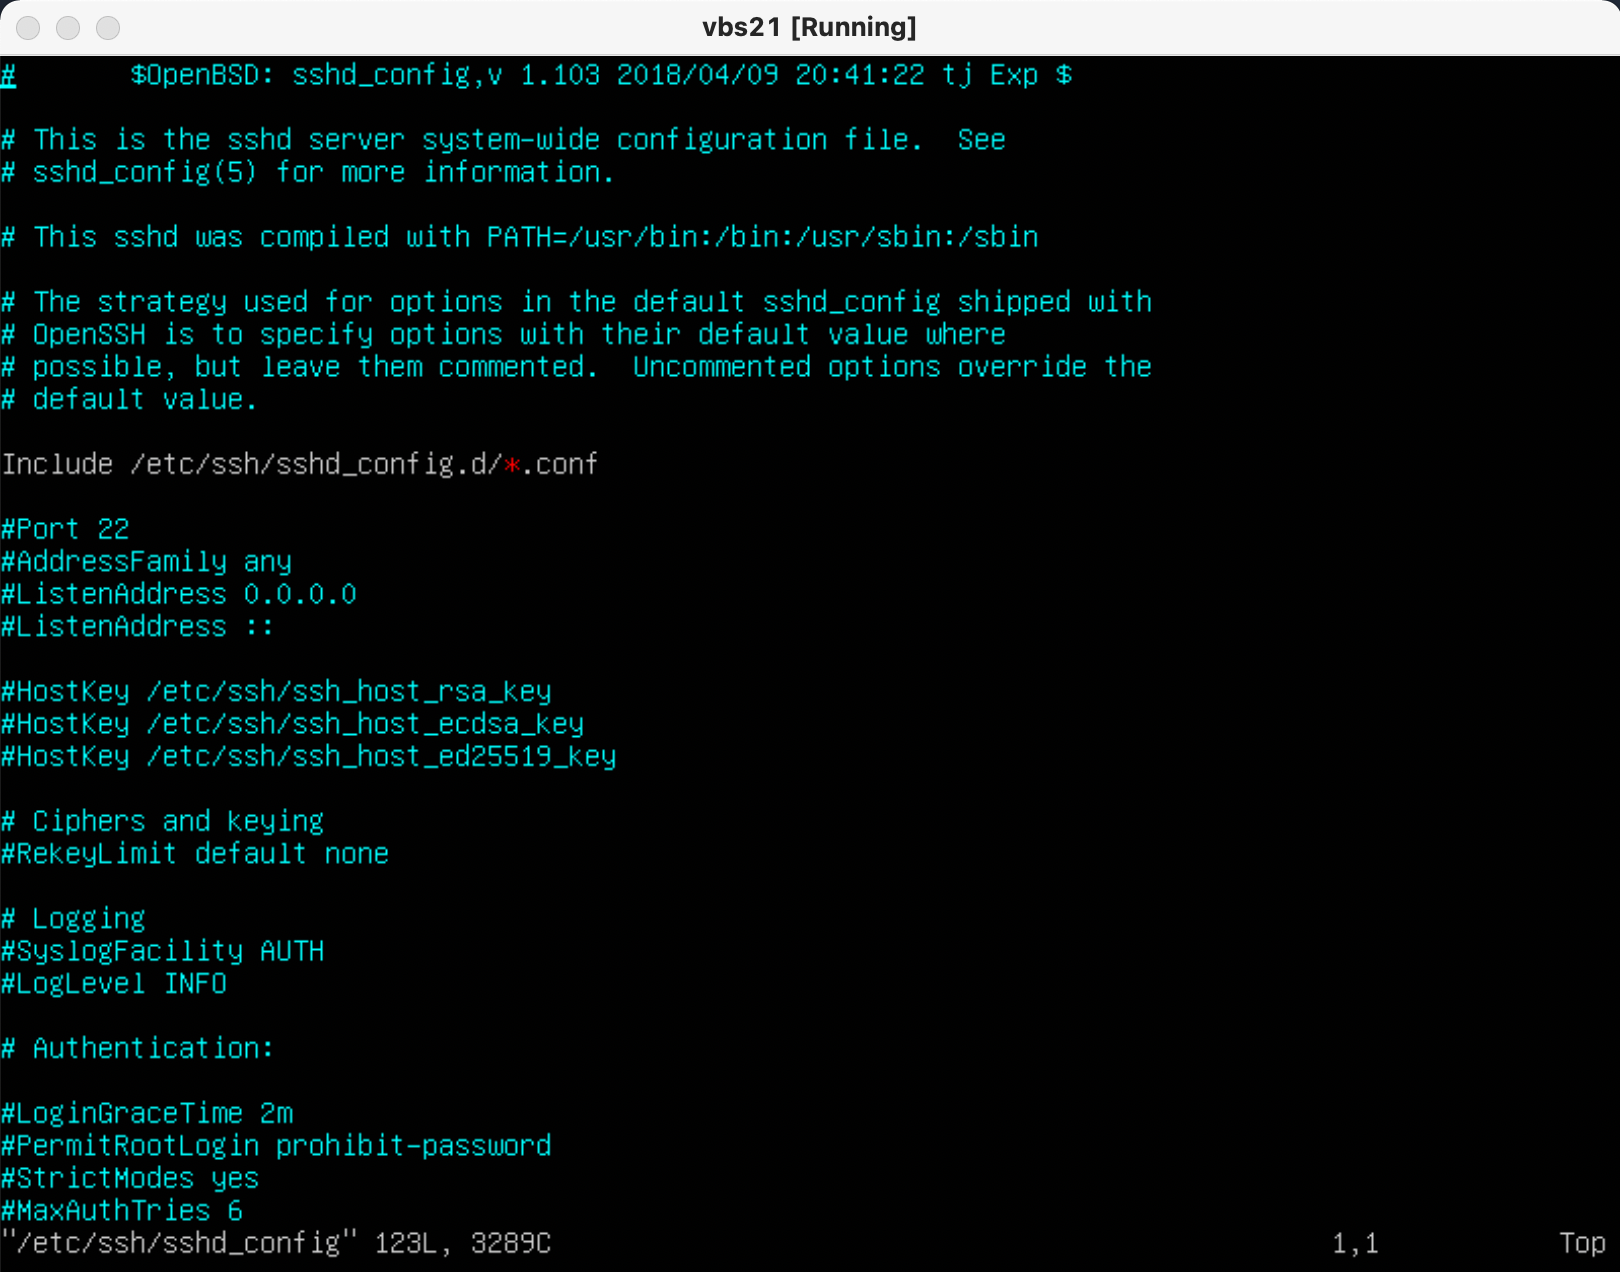 vbs21 [Running]
#       $OpenBSD: sshd_config,v 1.103 2018/04/09 20:41:22 tj Exp $
# This is the sshd server system-wide configuration file.  See
# sshd_config(5) for more information.
# This sshd was compiled with PATH=/usr/bin:/bin:/usr/sbin:/sbin
# The strategy used for options in the default sshd_config shipped with
# OpenSSH is to specify options with their default value where
# possible, but leave them commented.  Uncommented options override the
# default value.
Include /etc/ssh/sshd_config.d/*.conf
#Port 22
#AddressFamily any
#ListenAddress 0.0.0.0
#ListenAddress ::
#HostKey /etc/ssh/ssh_host_rsa_key
#HostKey /etc/ssh/ssh_host_ecdsa_key
#HostKey /etc/ssh/ssh_host_ed25519_key
# Ciphers and keying
#RekeyLimit default none
# Logging
#SyslogFacility AUTH
#LogLevel INFO
# Authentication:
#LoginGraceTime 2m
#PermitRootLogin prohibit-password
#StrictModes yes
#MaxAuthTries 6
"/etc/ssh/sshd_config" 123L, 3289C 1,1 Top